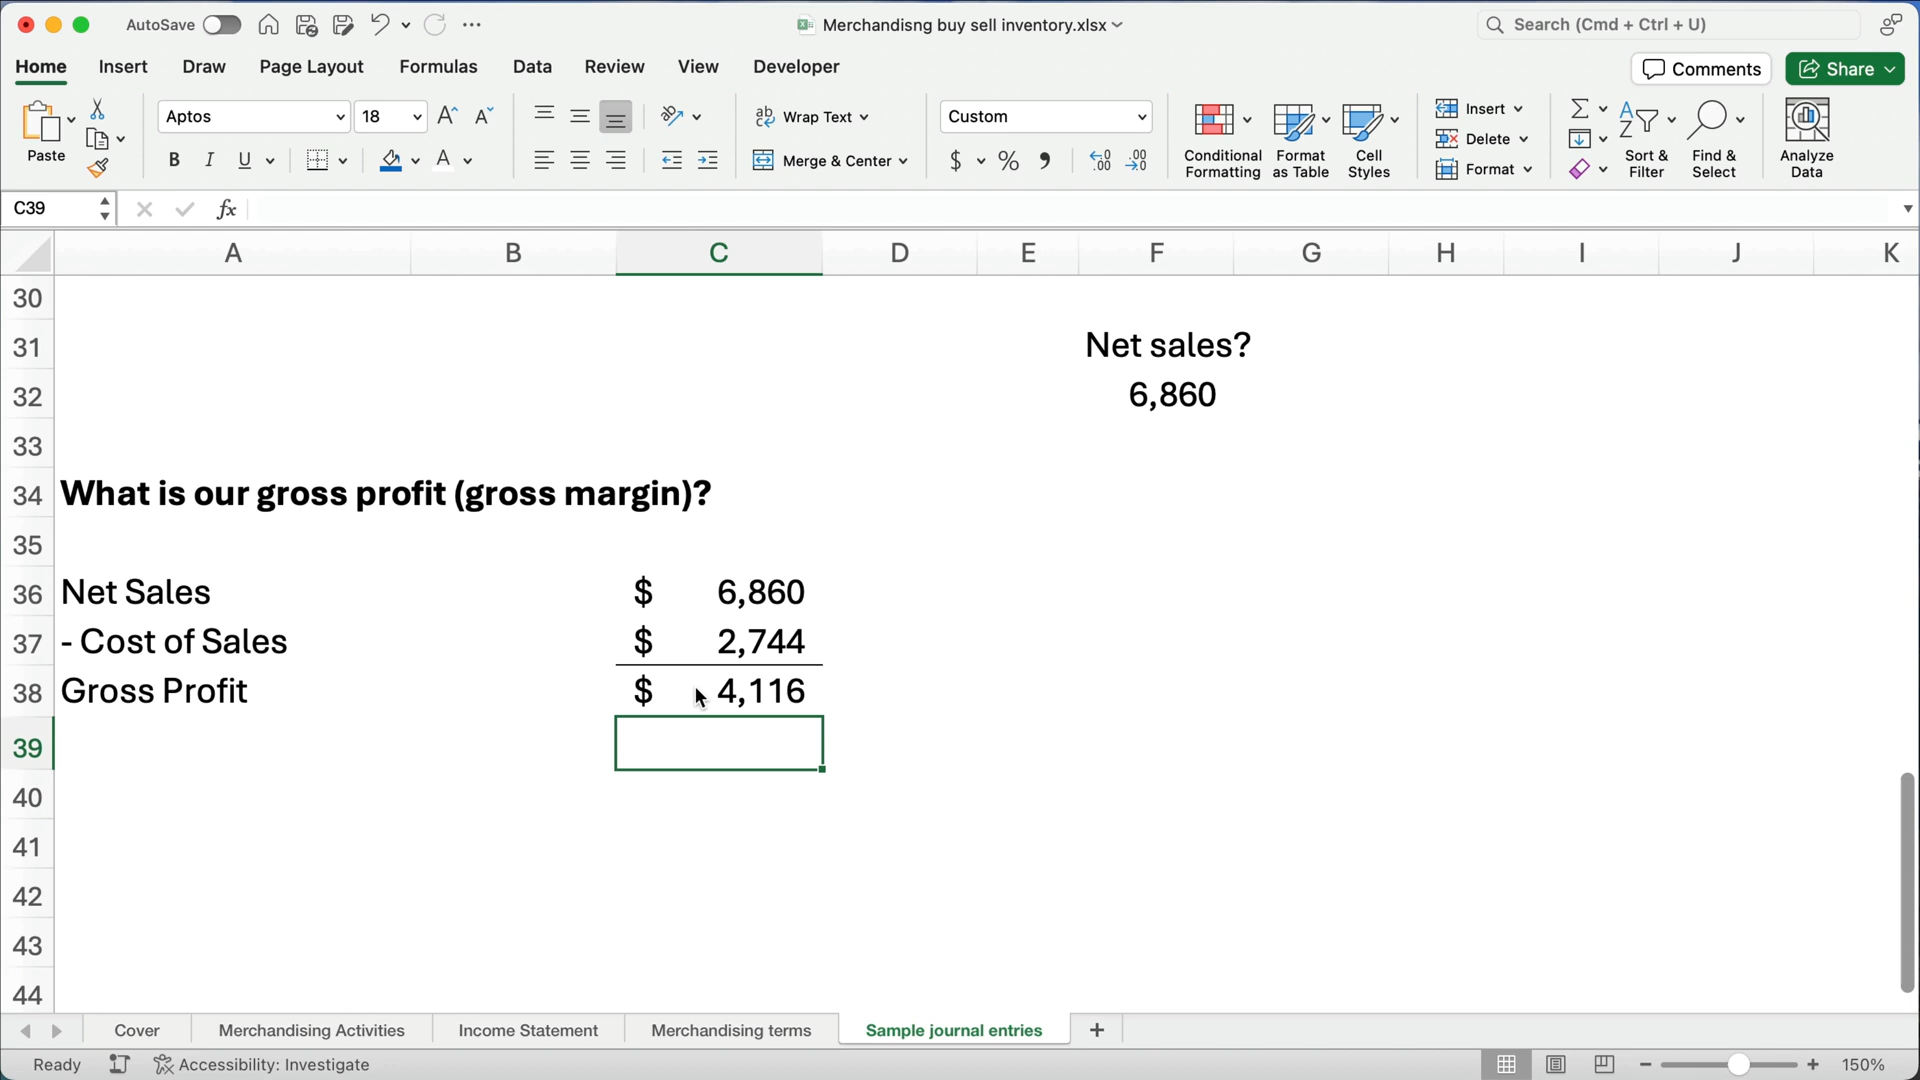 AutoSave
Merchandisng buy sell inventory.xlsx
Search (Cmd + Ctrl + U)
Home Insert Draw Page Layout Formulas Data Review View Developer
Comments Share
Paste
Aptos 18
B I U A
ab Wrap Text
Merge & Center
Custom
$ %
Conditional Formatting
Format as Table
Cell Styles
Insert
Delete
Format
Sort & Filter
Find & Select
Analyze Data
C39 fx
A B C D E F G H I J K
30
31 Net sales?
32 6,860
33
34 What is our gross profit (gross margin)?
35
36 Net Sales $ 6,860
37 - Cost of Sales $ 2,744
38 Gross Profit $ 4,116
39
40
41
42
43
44
Cover Merchandising Activities Income Statement Merchandising terms Sample journal entries +
Ready Accessibility: Investigate 150%